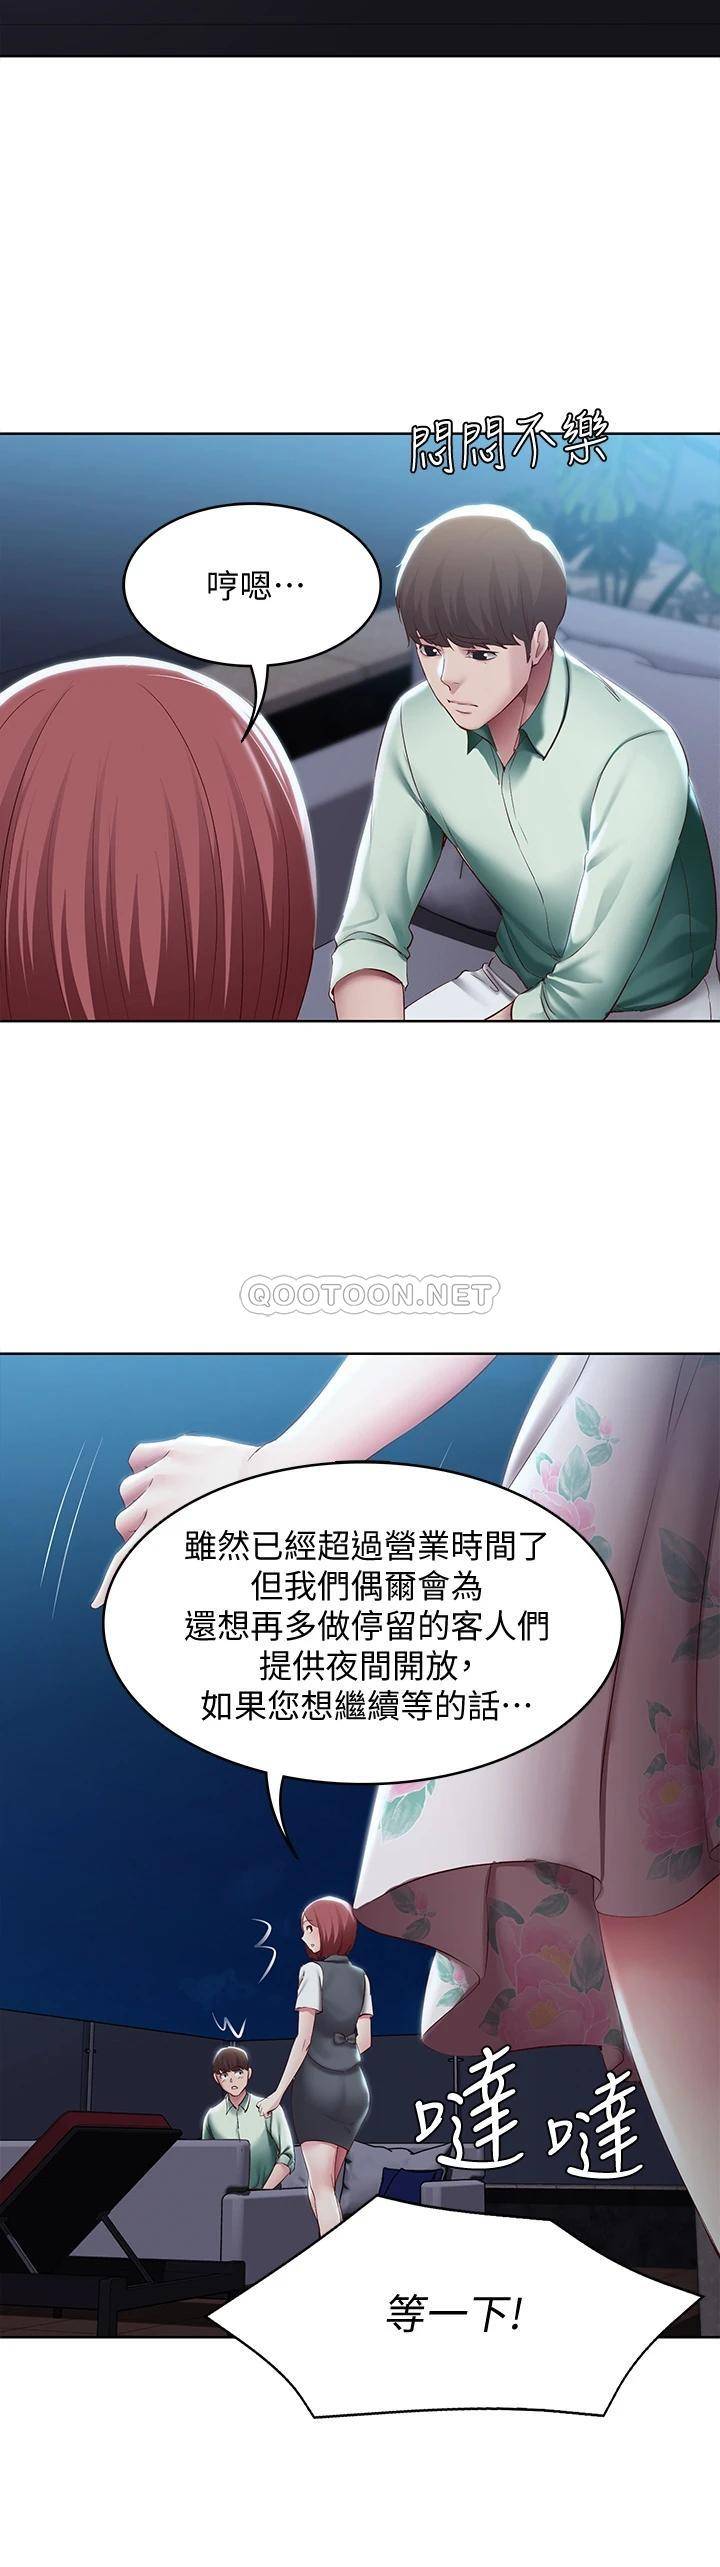 悶悶不樂
哼嗯…
QOOTOON.NET
雖然已經超過營業時間了
但我們偶爾會為
還想再多做停留的客人們
提供夜間開放,
如果您想繼續等的話…
噠噠
等一下!